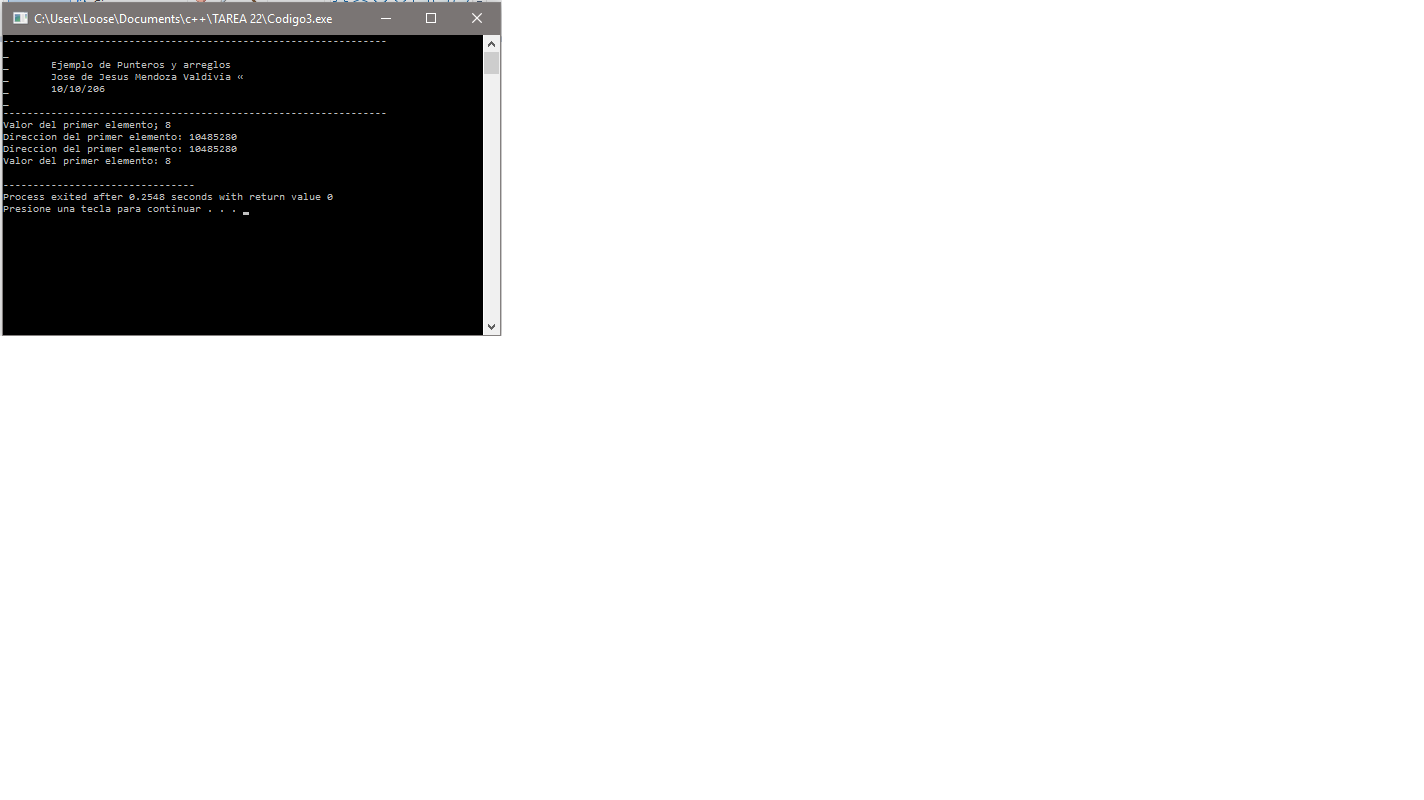 C:\Users\Loose\Documents\c++\TAREA 22\Codigo3.exe
----------------------------------------------------------------
_
_       Ejemplo de Punteros y arreglos
_       Jose de Jesus Mendoza Valdivia «
_       10/10/206
_
----------------------------------------------------------------
Valor del primer elemento; 8
Direccion del primer elemento: 10485280
Direccion del primer elemento: 10485280
Valor del primer elemento: 8
--------------------------------
Process exited after 0.2548 seconds with return value 0
Presione una tecla para continuar . . .